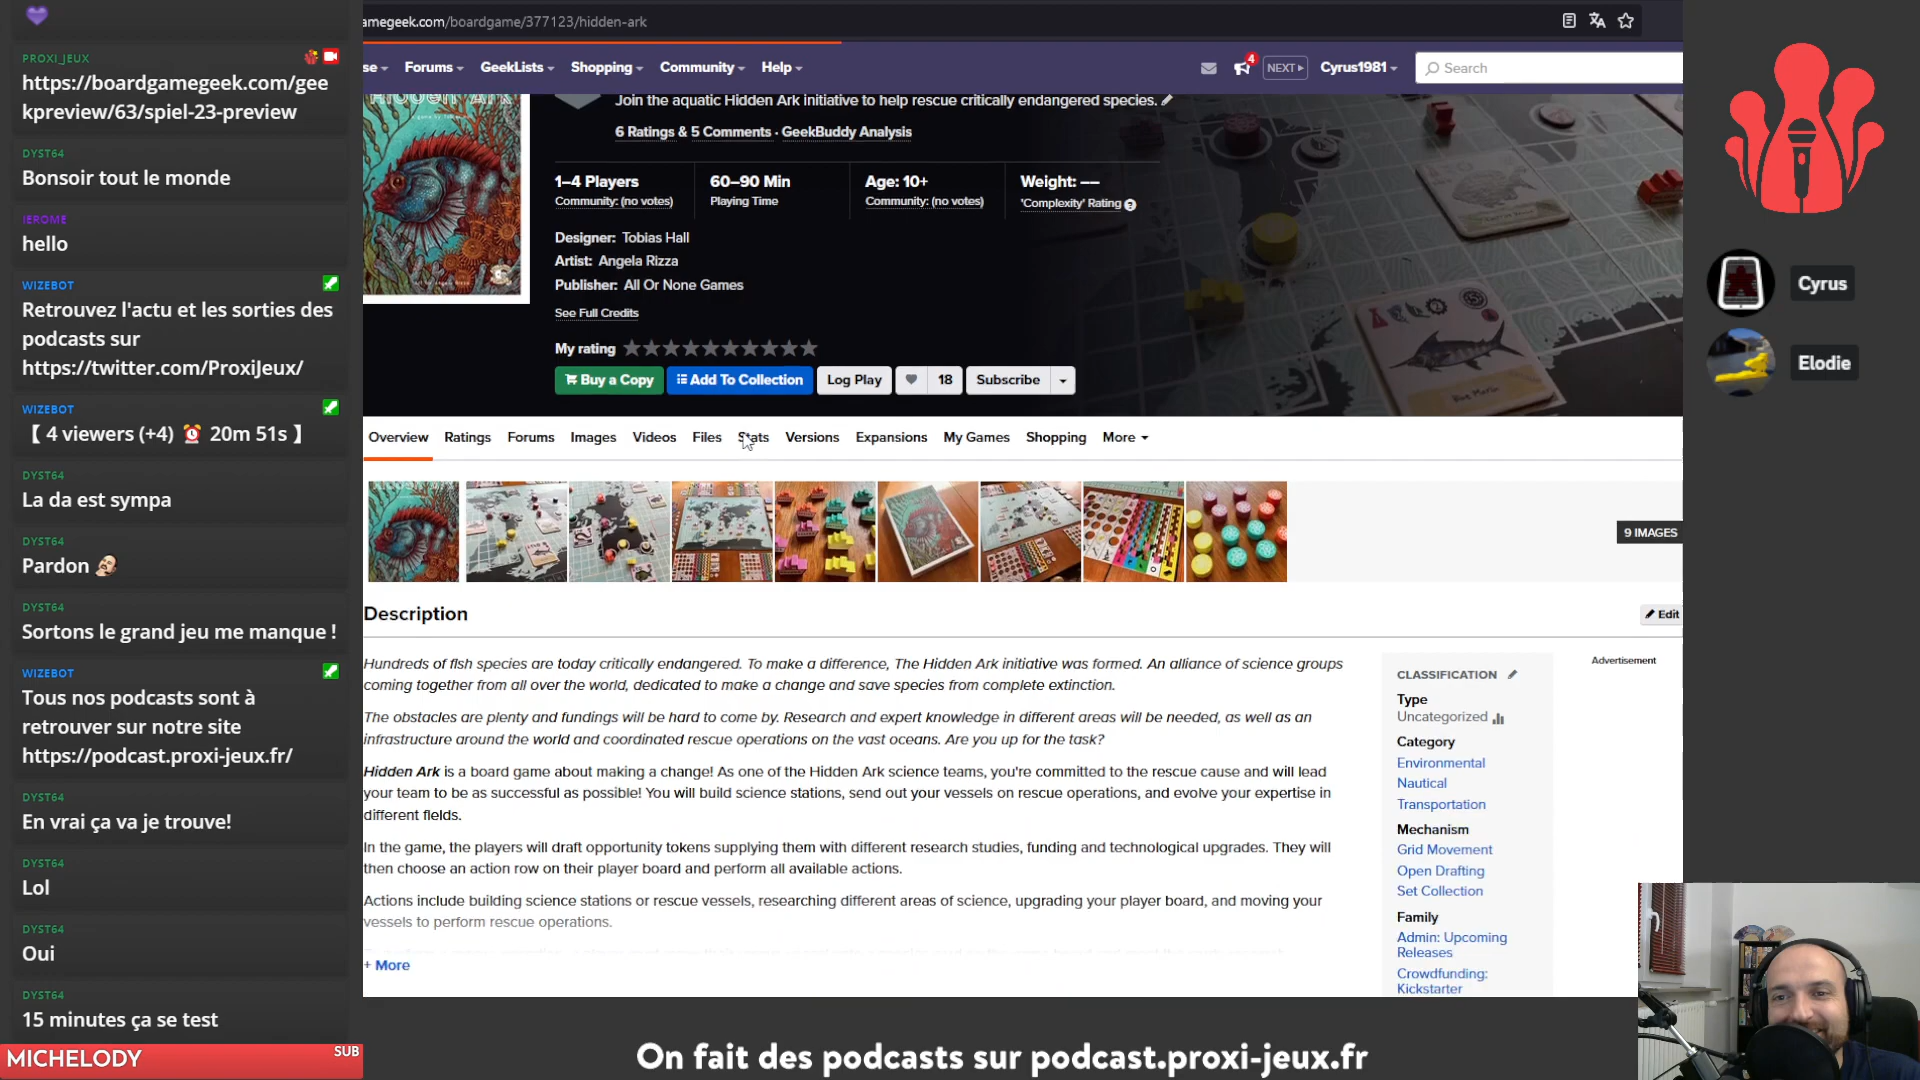 PROXI_JEUX
https://boardgamegeek.com/gee
kpreview/63/spiel-23-preview
DYST64
Bonsoir tout le monde
IEROME
hello
WIZEBOT
Retrouvez l'actu et les sorties des
podcasts sur
https://twitter.com/ProxiJeux/
WIZEBOT
【 4 viewers (+4) ⏰ 20m 51s 】
DYST64
La da est sympa
DYST64
Pardon
DYST64
Sortons le grand jeu me manque !
WIZEBOT
Tous nos podcasts sont à
retrouver sur notre site
https://podcast.proxi-jeux.fr/
DYST64
En vrai ça va je trouve!
DYST64
Lol
DYST64
Oui
DYST64
15 minutes ça se test
MICHELODY SUB
amegeek.com/boardgame/377123/hidden-ark
se Forums GeekLists Shopping Community Help 4 NEXT Cyrus1981 Search
Join the aquatic Hidden Ark initiative to help rescue critically endangered species.
6 Ratings & 5 Comments · GeekBuddy Analysis
1–4 Players 60–90 Min Age: 10+ Weight: ––
Community: (no votes) Playing Time Community: (no votes) 'Complexity' Rating
Designer: Tobias Hall
Artist: Angela Rizza
Publisher: All Or None Games
See Full Credits
My rating
Buy a Copy Add To Collection Log Play 18 Subscribe
Overview Ratings Forums Images Videos Files Stats Versions Expansions My Games Shopping More
9 IMAGES
Description
Edit
Hundreds of fish species are today critically endangered. To make a difference, The Hidden Ark initiative was formed. An alliance of science groups
coming together from all over the world, dedicated to make a change and save species from complete extinction.
The obstacles are plenty and fundings will be hard to come by. Research and expert knowledge in different areas will be needed, as well as an
infrastructure around the world and coordinated rescue operations on the vast oceans. Are you up for the task?
Hidden Ark is a board game about making a change! As one of the Hidden Ark science teams, you're committed to the rescue cause and will lead
your team to be as successful as possible! You will build science stations, send out your vessels on rescue operations, and evolve your expertise in
different fields.
In the game, the players will draft opportunity tokens supplying them with different research studies, funding and technological upgrades. They will
then choose an action row on their player board and perform all available actions.
Actions include building science stations or rescue vessels, researching different areas of science, upgrading your player board, and moving your
vessels to perform rescue operations.
+ More
CLASSIFICATION
Type
Uncategorized
Category
Environmental
Nautical
Transportation
Mechanism
Grid Movement
Open Drafting
Set Collection
Family
Admin: Upcoming
Releases
Crowdfunding:
Kickstarter
Advertisement
Cyrus
Elodie
On fait des podcasts sur podcast.proxi-jeux.fr